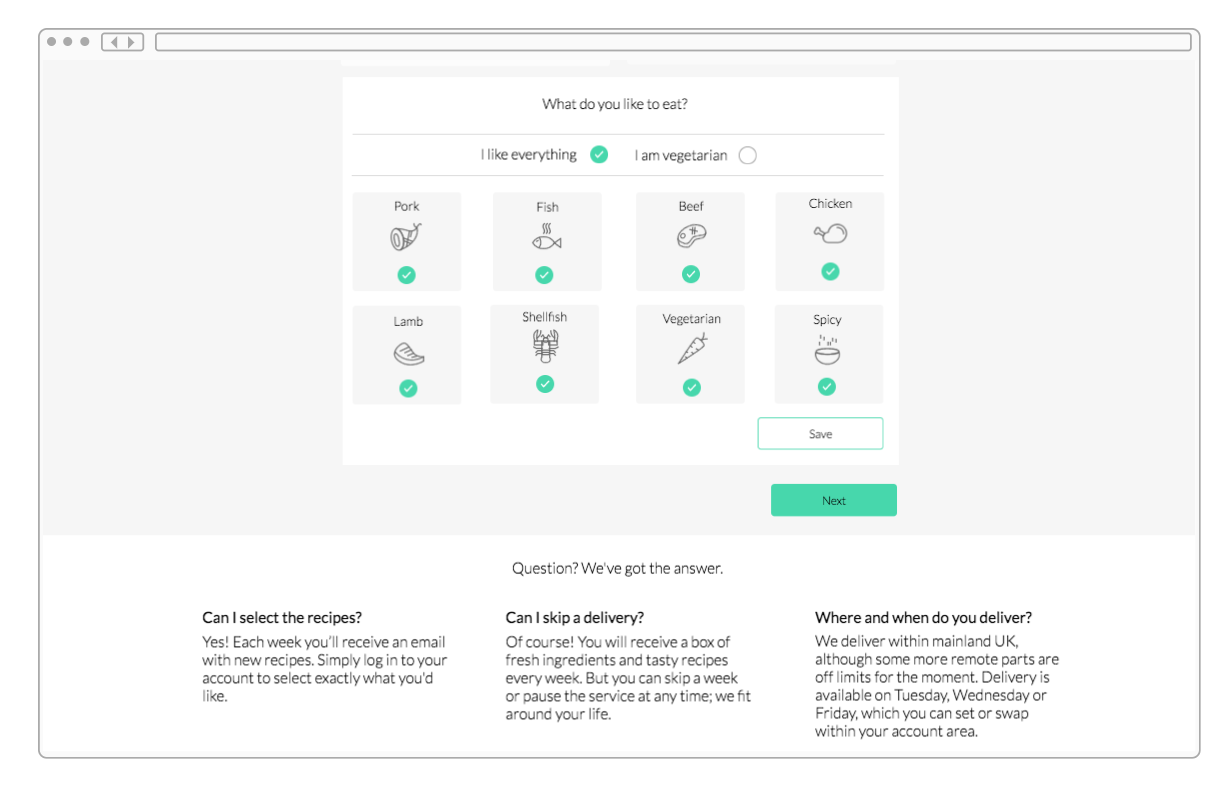 What do you like to eat?
I like everything
I am vegetarian
Pork
Fish
Beef
Chicken
Lamb
Shellfish
Vegetarian
Spicy
Save
Next
Question? We've got the answer.
Can I select the recipes?
Yes! Each week you'll receive an email
with new recipes. Simply log in to your
account to select exactly what you'd
like.
Can I skip a delivery?
Of course! You will receive a box of
fresh ingredients and tasty recipes
every week. But you can skip a week
or pause the service at any time; we fit
around your life.
Where and when do you deliver?
We deliver within mainland UK,
although some more remote parts are
off limits for the moment. Delivery is
available on Tuesday, Wednesday or
Friday, which you can set or swap
within your account area.